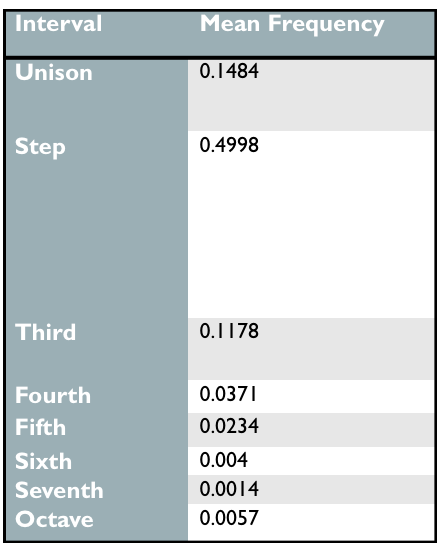 Interval Mean Frequency
Unison 0.1484
Step 0.4998
Third 0.1178
Fourth 0.0371
Fifth 0.0234
Sixth 0.004
Seventh 0.0014
Octave 0.0057